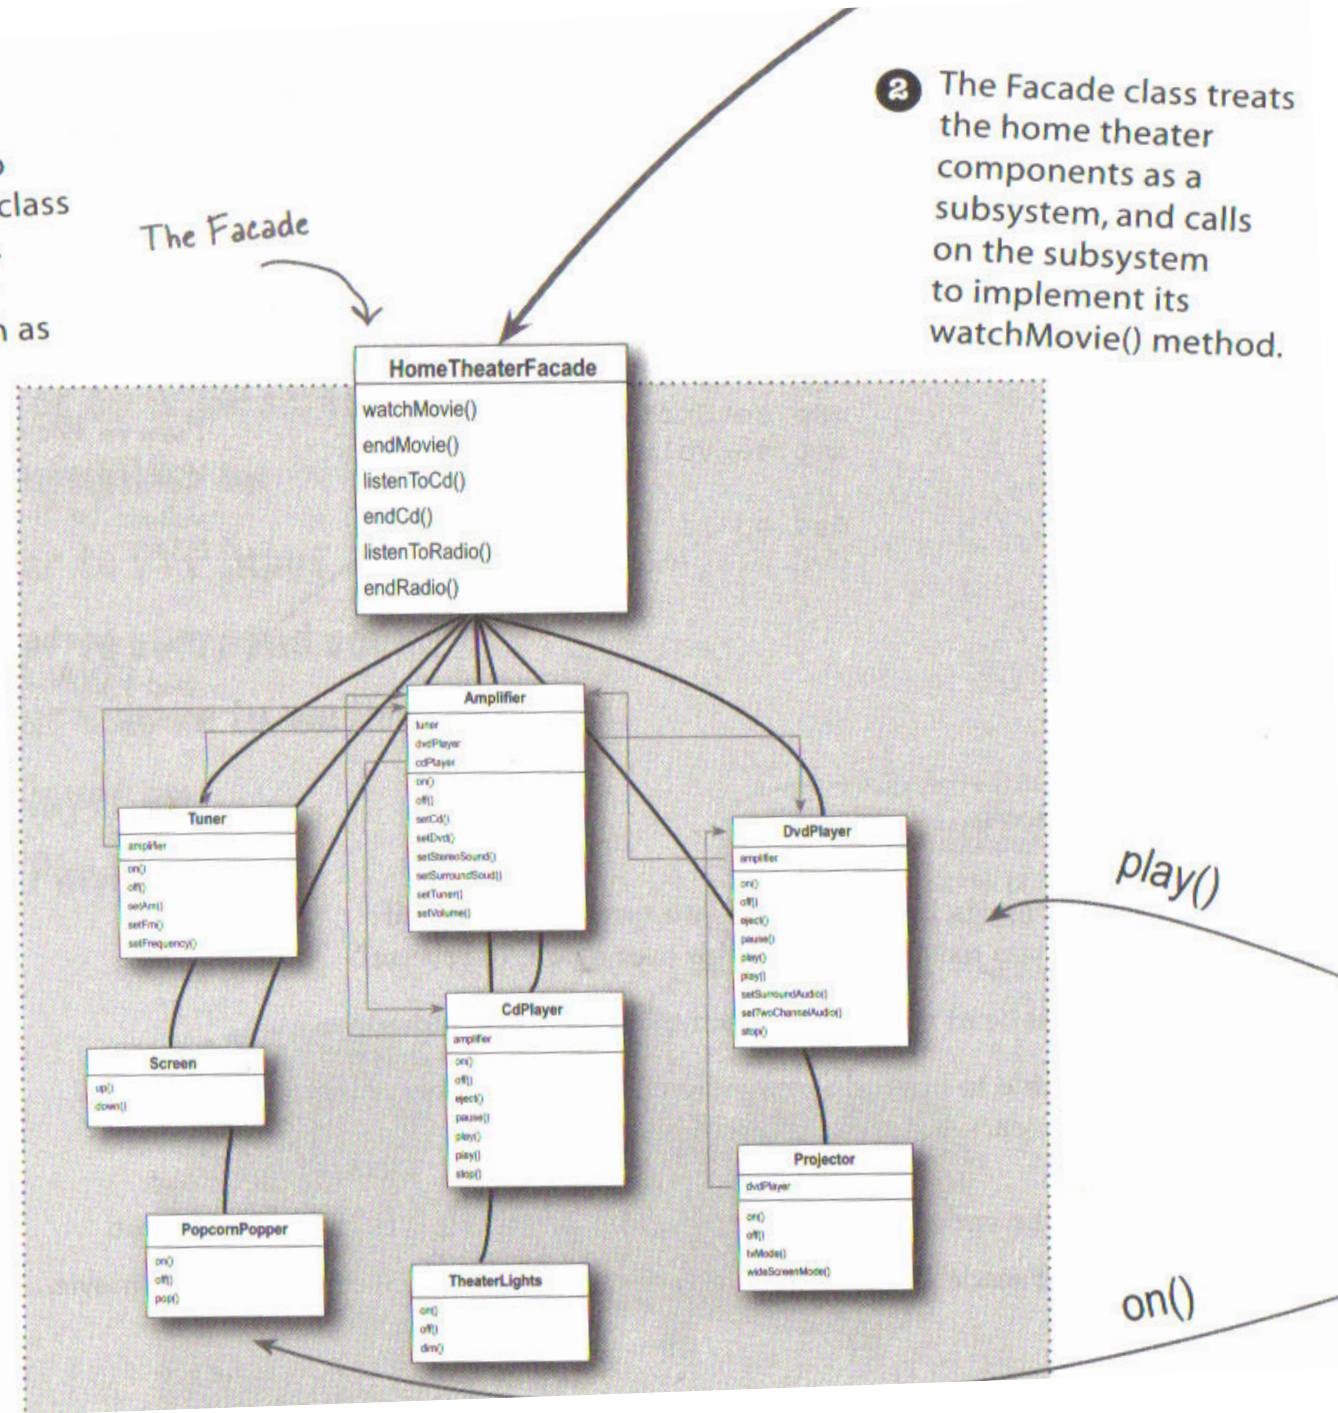 class
n as
The Facade
2 The Facade class treats
the home theater
components as a
subsystem, and calls
on the subsystem
to implement its
watchMovie() method.
HomeTheaterFacade
watchMovie()
endMovie()
listenToCd()
endCd()
listenToRadio()
endRadio()
Amplifier
tuner
dvdPlayer
cdPlayer
on()
off()
setCd()
setDvd()
setStereoSound()
setSurroundSoud()
setTuner()
setVolume()
Tuner
amplifier
on()
off()
setAm()
setFm()
setFrequency()
DvdPlayer
amplifier
on()
off()
eject()
pause()
play()
play()
setSurroundAudio()
setTwoChannelAudio()
stop()
play()
Screen
up()
down()
CdPlayer
amplifier
on()
off()
eject()
pause()
play()
play()
stop()
Projector
dvdPlayer
on()
off()
tvMode()
wideScreenMode()
PopcornPopper
on()
off()
pop()
TheaterLights
on()
off()
dim()
on()